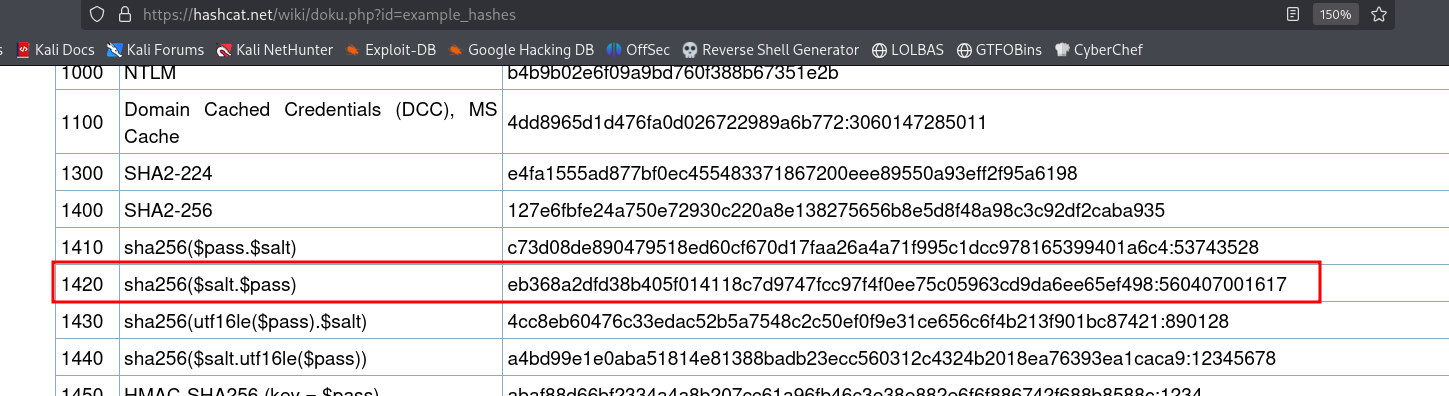 https://hashcat.net/wiki/doku.php?id=example_hashes 150%
s Kali Docs Kali Forums Kali NetHunter Exploit-DB Google Hacking DB OffSec Reverse Shell Generator LOLBAS GTFOBins CyberChef
1000 NTLM b4b9b02e6f09a9bd760f388b67351e2b
Domain Cached Credentials (DCC), MS
1100 4dd8965d1d476fa0d026722989a6b772:3060147285011
Cache
1300 SHA2-224 e4fa1555ad877bf0ec455483371867200eee89550a93eff2f95a6198
1400 SHA2-256 127e6fbfe24a750e72930c220a8e138275656b8e5d8f48a98c3c92df2caba935
1410 sha256($pass.$salt) c73d08de890479518ed60cf670d17faa26a4a71f995c1dcc978165399401a6c4:53743528
1420 sha256($salt.$pass) eb368a2dfd38b405f014118c7d9747fcc97f4f0ee75c05963cd9da6ee65ef498:560407001617
1430 sha256(utf16le($pass).$salt) 4cc8eb60476c33edac52b5a7548c2c50ef0f9e31ce656c6f4b213f901bc87421:890128
1440 sha256($salt.utf16le($pass)) a4bd99e1e0aba51814e81388badb23ecc560312c4324b2018ea76393ea1caca9:12345678
1450 HMAC-SHA256 (key = $pass) abaf88d66bf2334a4a8b207cc61a96fb46c3e38e882e6f6f886742f688b8588c:1234